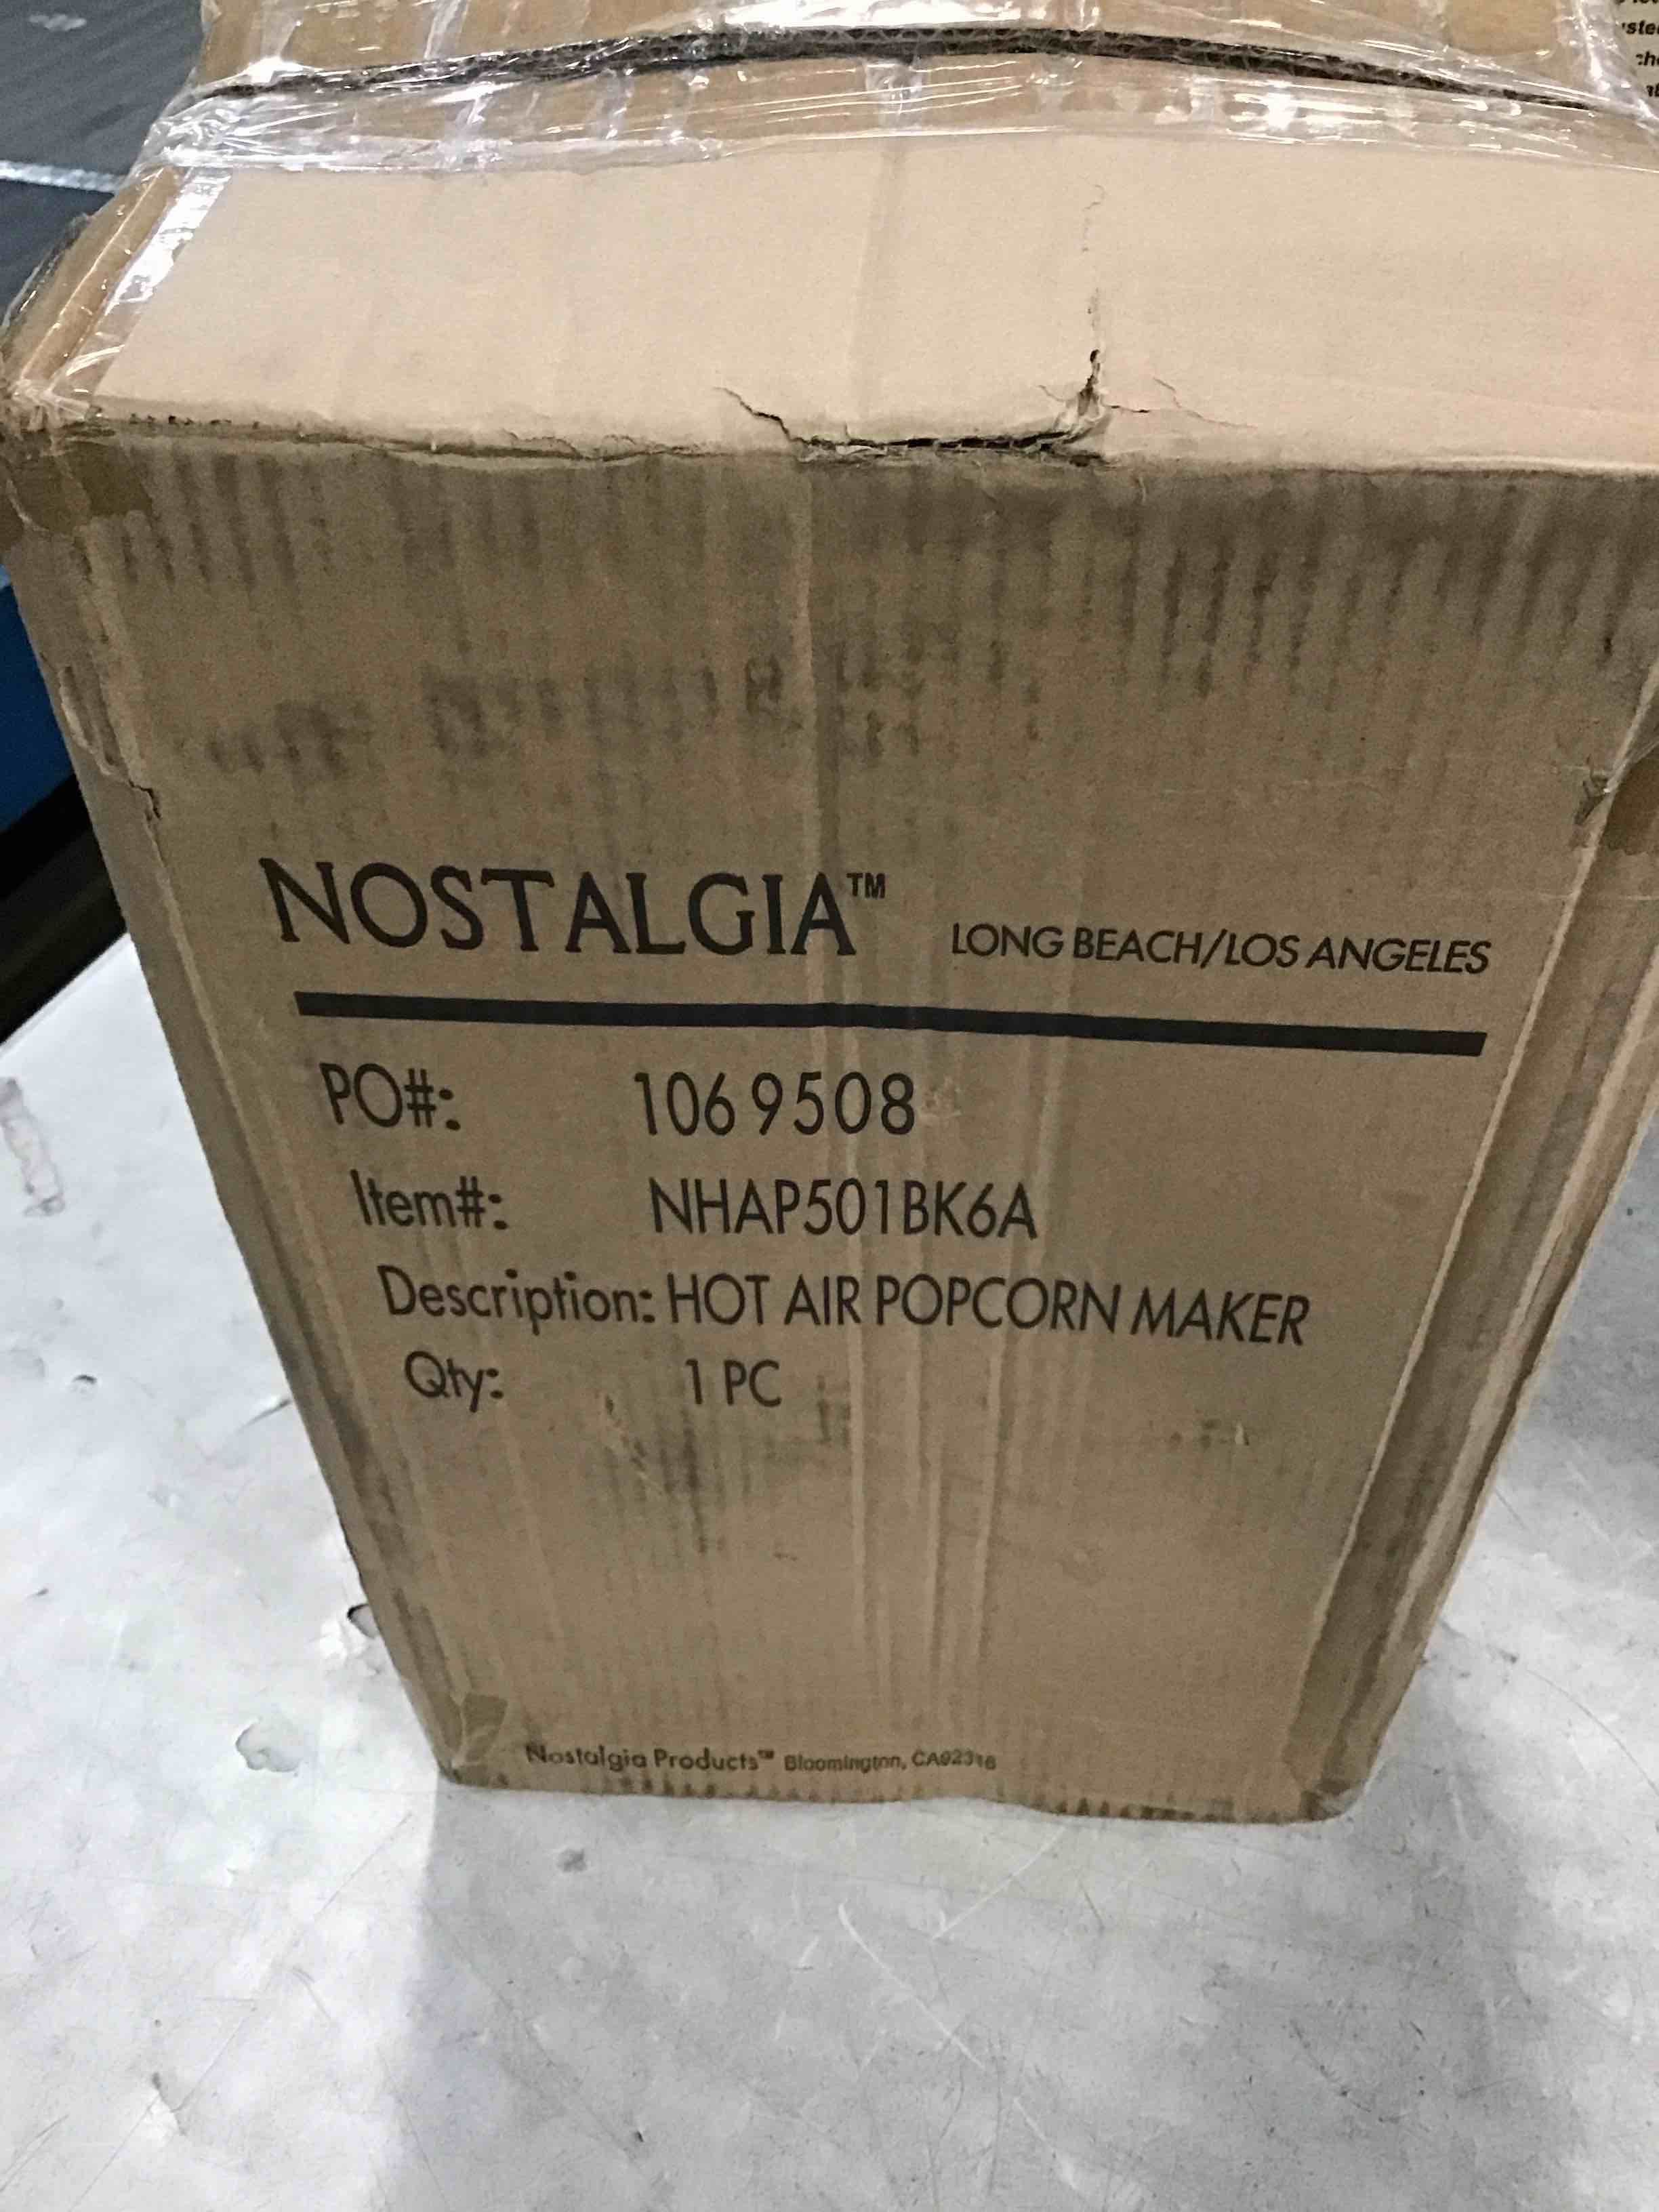 NOSTALGIA™ LONG BEACH/LOS ANGELES
PO#: 1069508
Item#: NHAP501BK6A
Description: HOT AIR POPCORN MAKER
Qty: 1 PC
Nostalgia Products™ Bloomington, CA92316